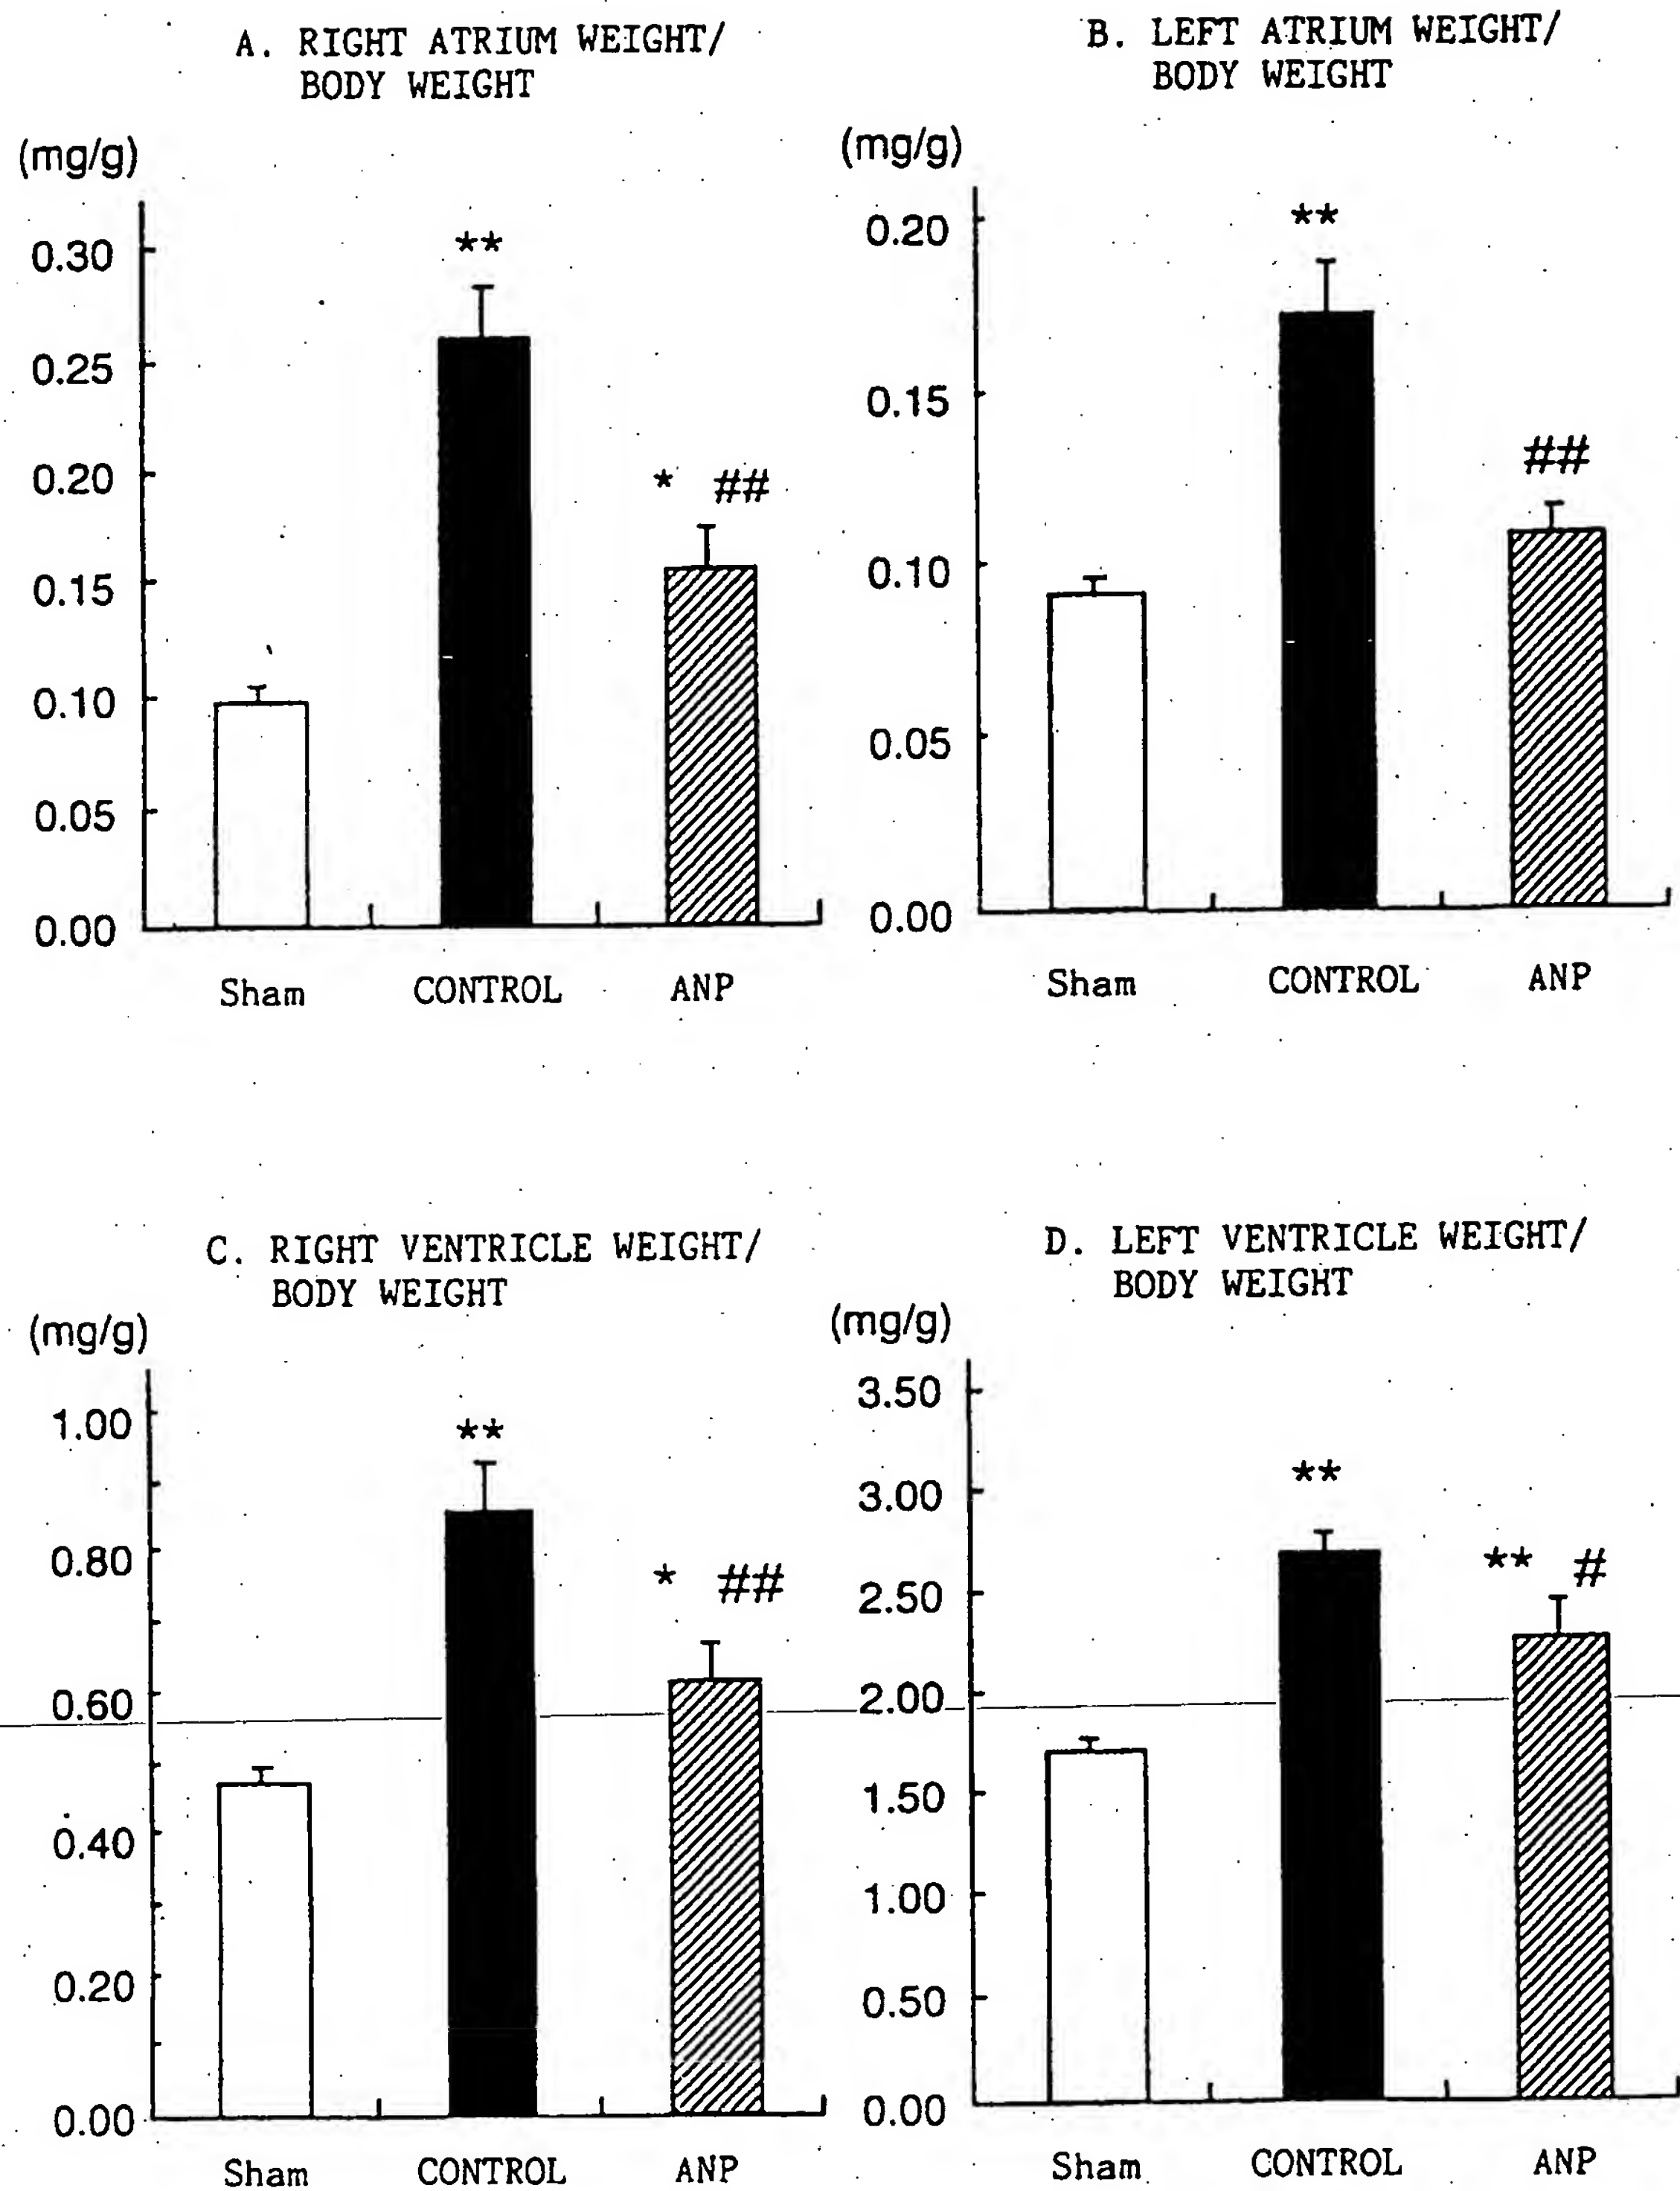 A. RIGHT ATRIUM WEIGHT/
BODY WEIGHT
(mg/g)
0.30
0.25
0.20
0.15
0.10
0.05
0.00
**
* ##
Sham CONTROL ANP
B. LEFT ATRIUM WEIGHT/
BODY WEIGHT
(mg/g)
0.20
0.15
0.10
0.05
0.00
**
##
Sham CONTROL ANP
C. RIGHT VENTRICLE WEIGHT/
BODY WEIGHT
(mg/g)
1.00
0.80
0.60
0.40
0.20
0.00
**
* ##
Sham CONTROL ANP
D. LEFT VENTRICLE WEIGHT/
BODY WEIGHT
(mg/g)
3.50
3.00
2.50
2.00
1.50
1.00
0.50
0.00
**
** #
Sham CONTROL ANP